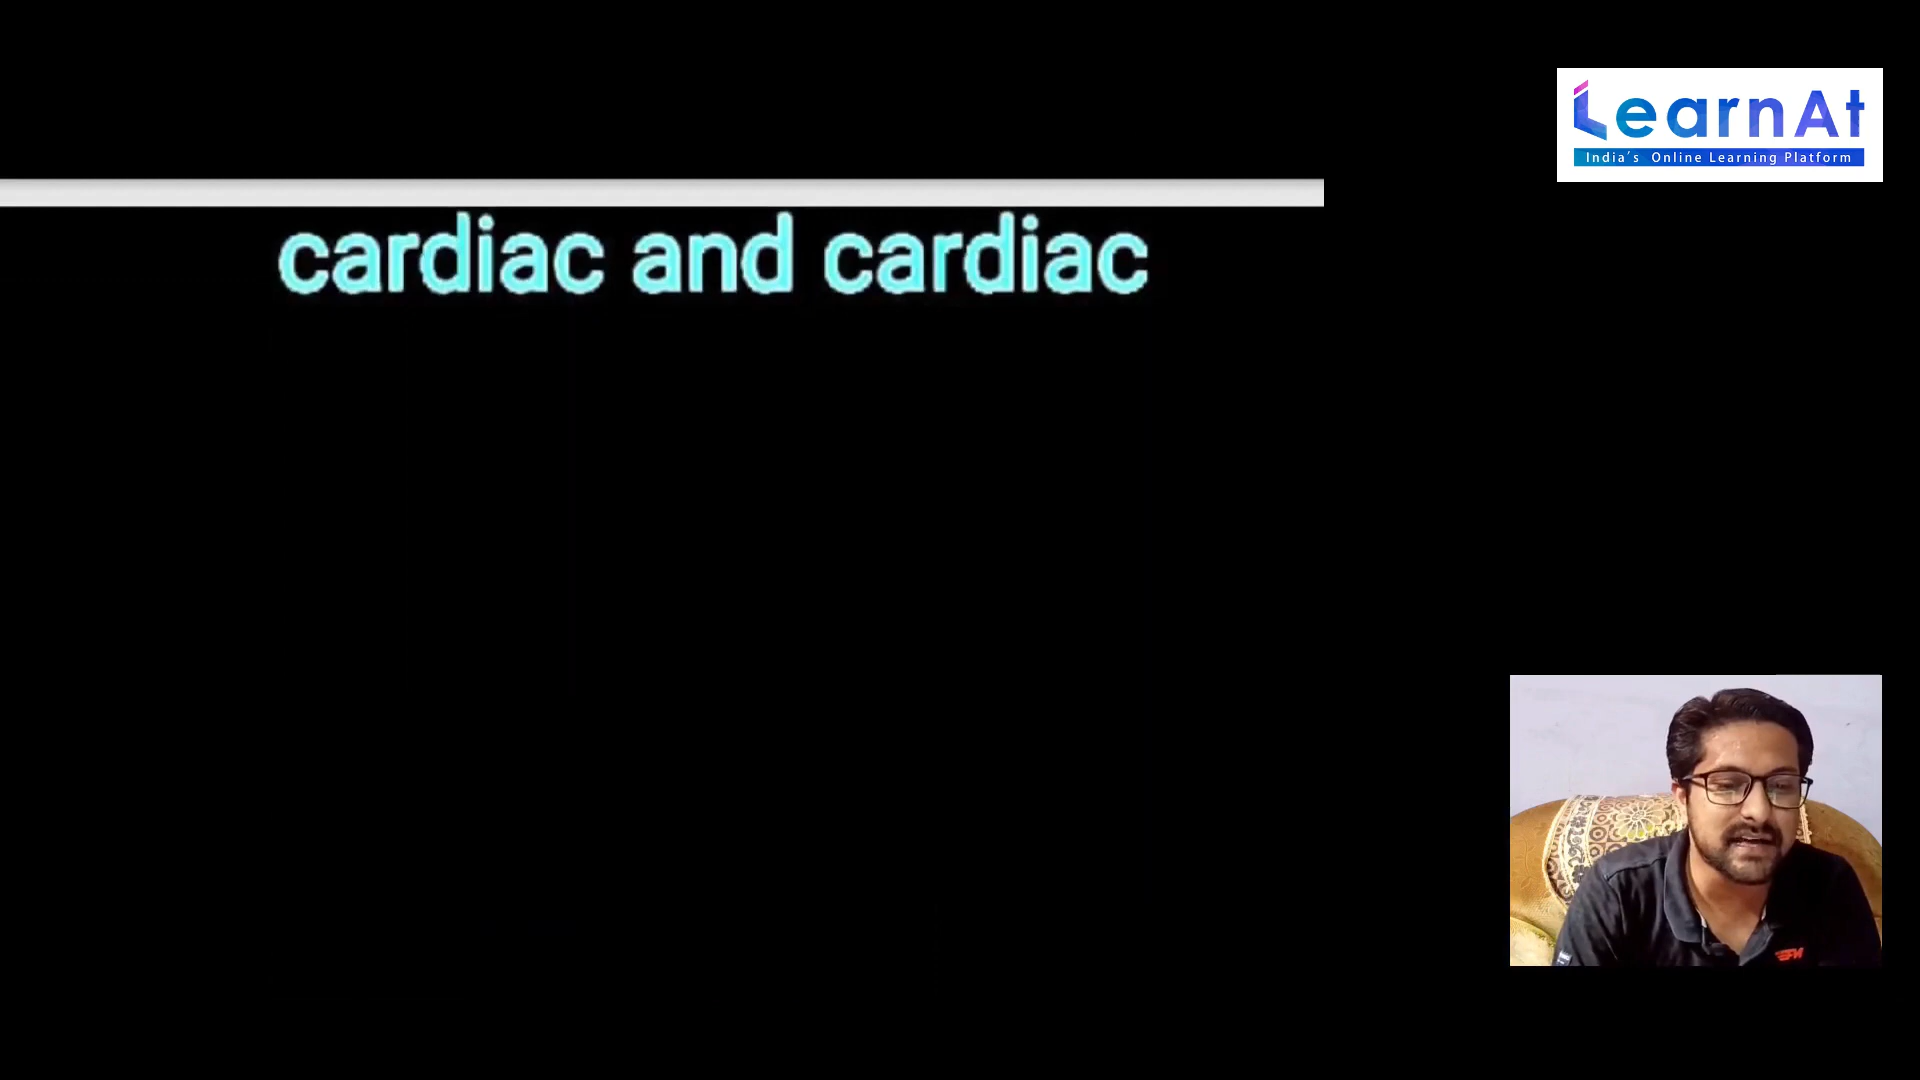 LearnAt
India's Online Learning Platform
cardiac and cardiac